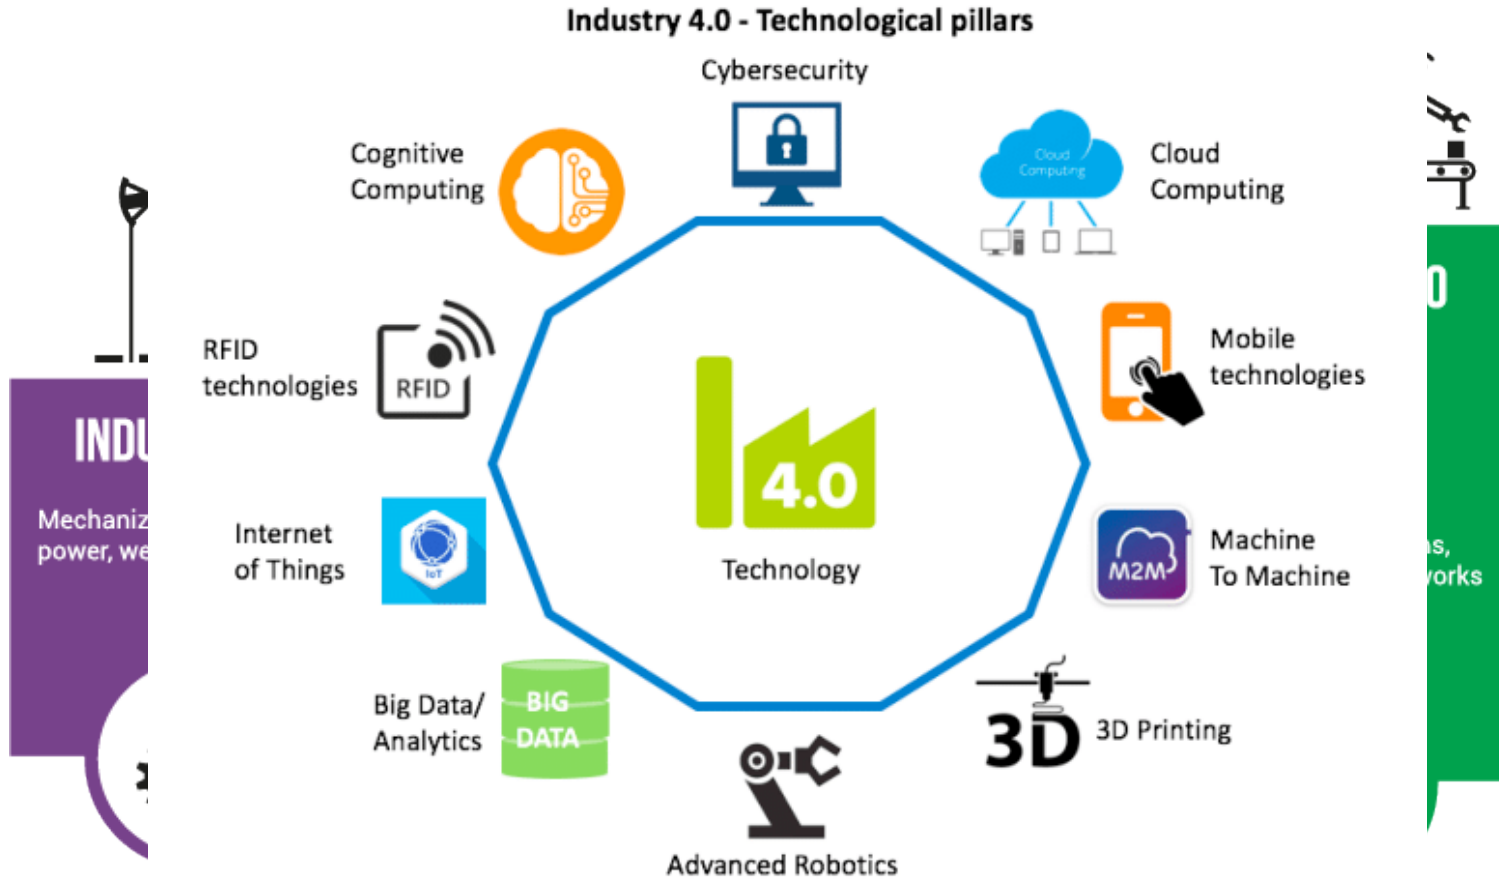 Industry 4.0 - Technological pillars
Cybersecurity
Cognitive
Computing
Cloud
Computing
Cloud
Computing
RFID
technologies
RFID
Mobile
technologies
4.0
Technology
INDU
Mechaniz
power, we
0
Internet
of Things
IoT
M2M
Machine
To Machine
s,
vorks
Big Data/
Analytics
BIG
DATA
3D
3D Printing
Advanced Robotics